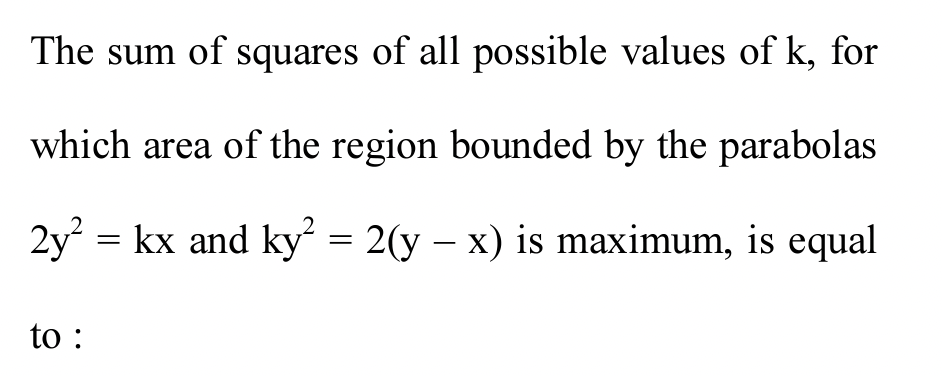 The sum of squares of all possible values of k, for
which area of the region bounded by the parabolas
2y² = kx and ky² = 2(y – x) is maximum, is equal
to :